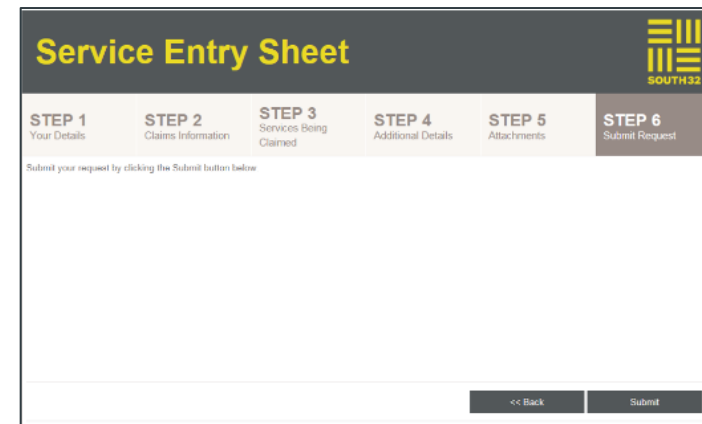 Service Entry Sheet
SOUTH32
STEP 1
Your Details
STEP 2
Claims Information
STEP 3
Services Being
Claimed
STEP 4
Additional Details
STEP 5
Attachments
STEP 6
Submit Request
Submit your request by clicking the Submit button below
<< Back
Submit